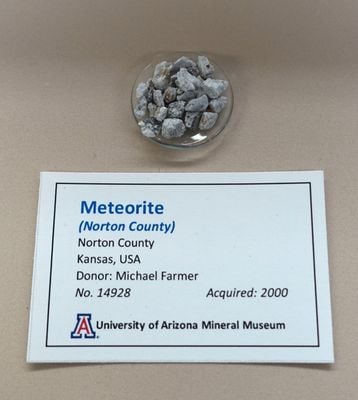 Meteorite
(Norton County)
Norton County
Kansas, USA
Donor: Michael Farmer
No. 14928 Acquired: 2000
A University of Arizona Mineral Museum